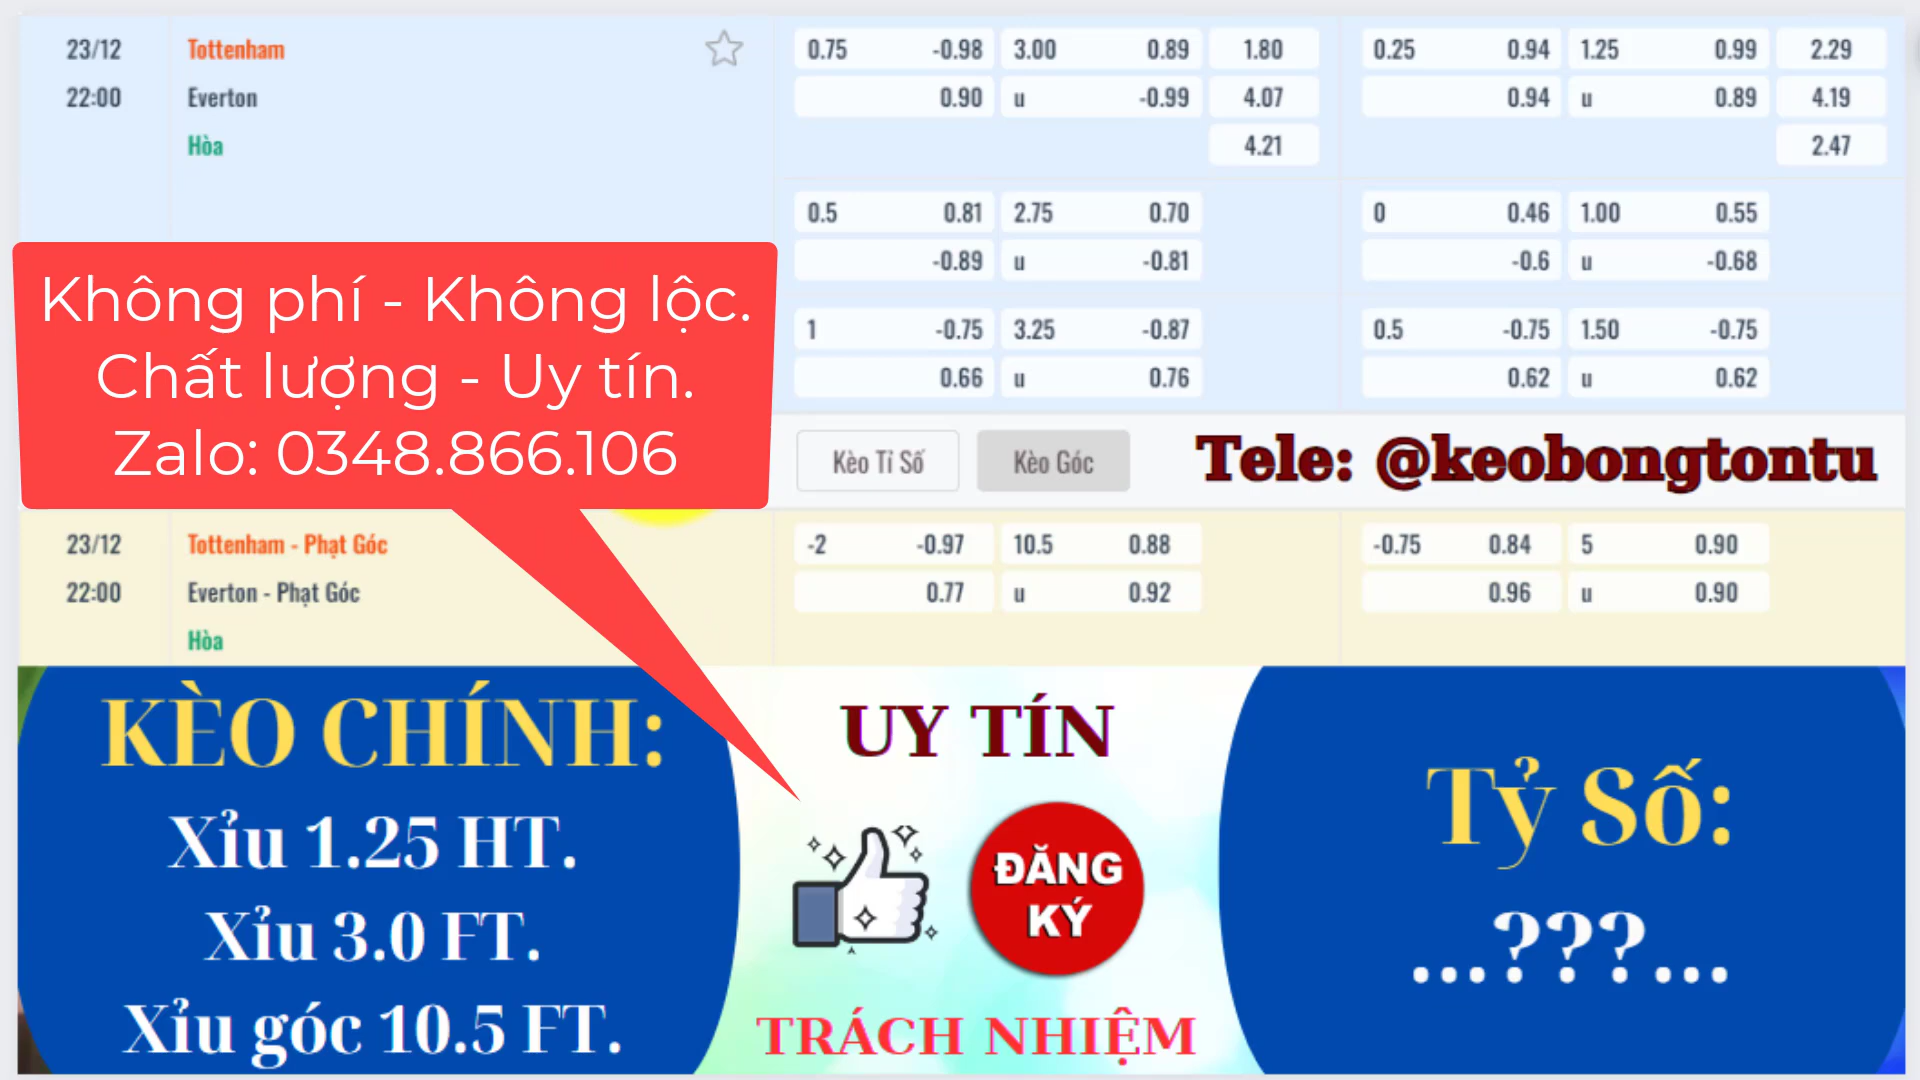 23/12 Tottenham 0.75 -0.98 3.00 0.89 1.80 0.25 0.94 1.25 0.99 2.29
22:00 Everton 0.90 u -0.99 4.07 0.94 u 0.89 4.19
Hòa 4.21 2.47
0.5 0.81 2.75 0.70 0 0.46 1.00 0.55
-0.89 u -0.81 -0.6 u -0.68
1 -0.75 3.25 -0.87 0.5 -0.75 1.50 -0.75
0.66 u 0.76 0.62 u 0.62
Không phí - Không lộc.
Chất lượng - Uy tín.
Zalo: 0348.866.106
Kèo Tỉ Số Kèo Góc Tele: @keobongtontu
23/12 Tottenham - Phạt Góc -2 -0.97 10.5 0.88 -0.75 0.84 5 0.90
22:00 Everton - Phạt Góc 0.77 u 0.92 0.96 u 0.90
Hòa
KÈO CHÍNH:
Xỉu 1.25 HT.
Xỉu 3.0 FT.
Xỉu góc 10.5 FT.
UY TÍN
ĐĂNG
KÝ
TRÁCH NHIỆM
Tỷ Số:
...???...